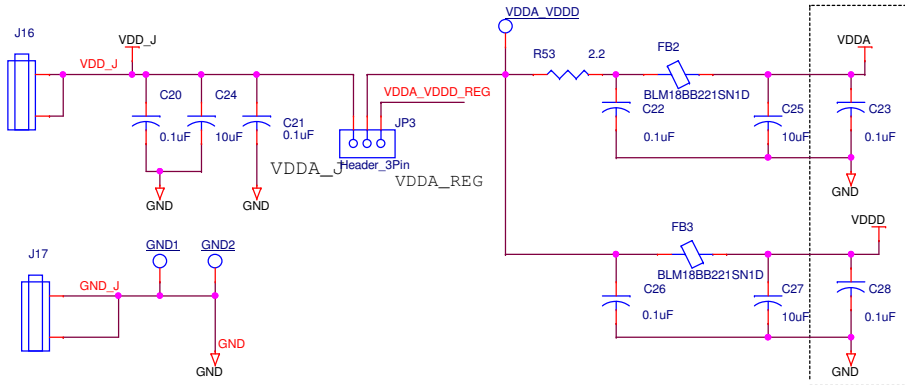 VDDA_VDDD
J16
VDD_J
VDD_J
VDDA
R53
2.2
FB2
BLM18BB221SN1D
VDDA_VDDD_REG
C20
C24
C21
0.1uF
10uF
0.1uF
JP3
Header_3Pin
VDDA_J
VDDA_REG
C22
0.1uF
C25
10uF
C23
0.1uF
GND
GND
GND
VDDD
J17
GND1
GND2
GND_J
GND
GND
FB3
BLM18BB221SN1D
C26
0.1uF
C27
10uF
C28
0.1uF
GND